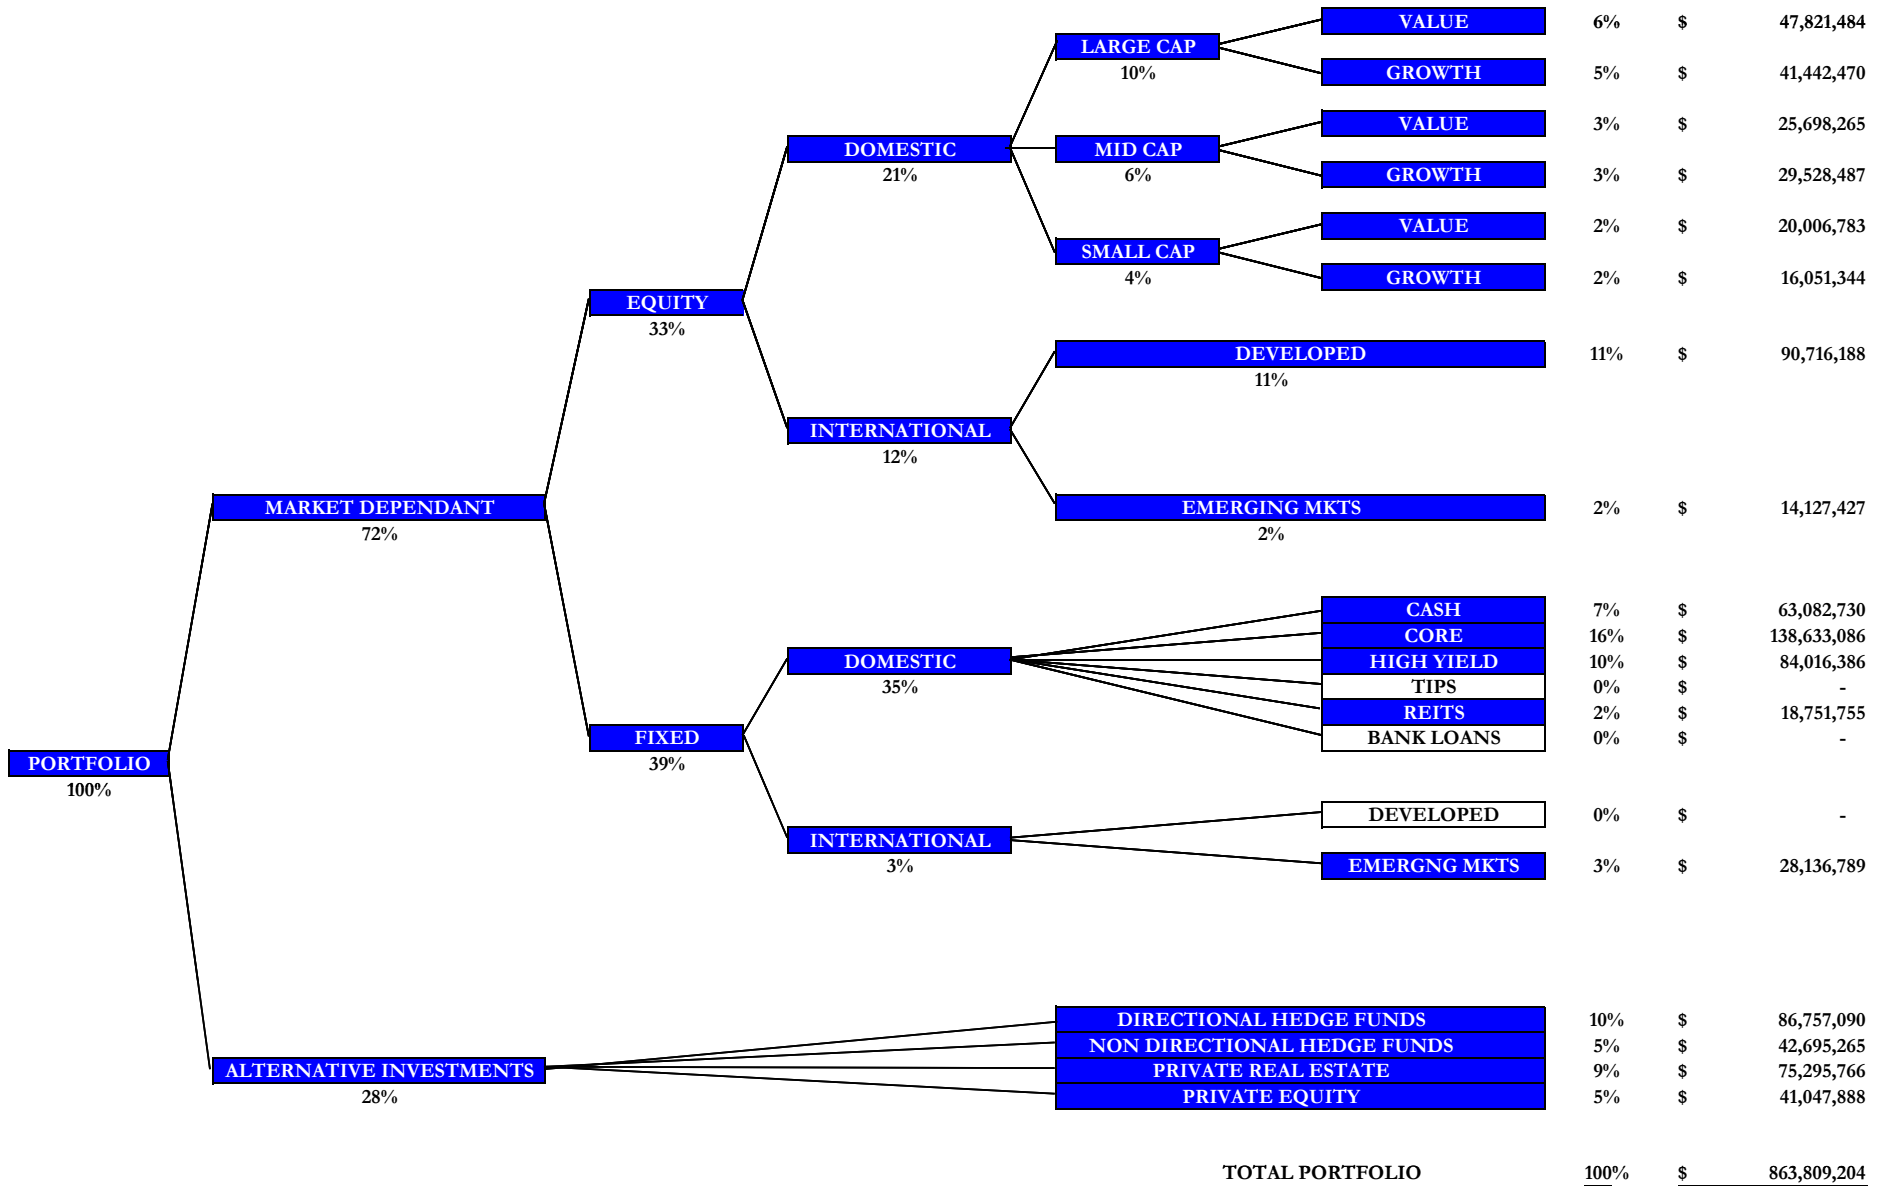 VALUE 6% $ 47,821,484
LARGE CAP
10%
GROWTH 5% $ 41,442,470
VALUE 3% $ 25,698,265
DOMESTIC MID CAP
21% 6%
GROWTH 3% $ 29,528,487
VALUE 2% $ 20,006,783
SMALL CAP
4%
GROWTH 2% $ 16,051,344
EQUITY
33%
DEVELOPED 11% $ 90,716,188
11%
INTERNATIONAL
12%
MARKET DEPENDANT EMERGING MKTS 2% $ 14,127,427
72% 2%
CASH 7% $ 63,082,730
CORE 16% $ 138,633,086
DOMESTIC HIGH YIELD 10% $ 84,016,386
35% TIPS 0% $ -
REITS 2% $ 18,751,755
FIXED BANK LOANS 0% $ -
39%
PORTFOLIO
100%
DEVELOPED 0% $ -
INTERNATIONAL
3% EMERGNG MKTS 3% $ 28,136,789
DIRECTIONAL HEDGE FUNDS 10% $ 86,757,090
NON DIRECTIONAL HEDGE FUNDS 5% $ 42,695,265
ALTERNATIVE INVESTMENTS PRIVATE REAL ESTATE 9% $ 75,295,766
28% PRIVATE EQUITY 5% $ 41,047,888
TOTAL PORTFOLIO 100% $ 863,809,204